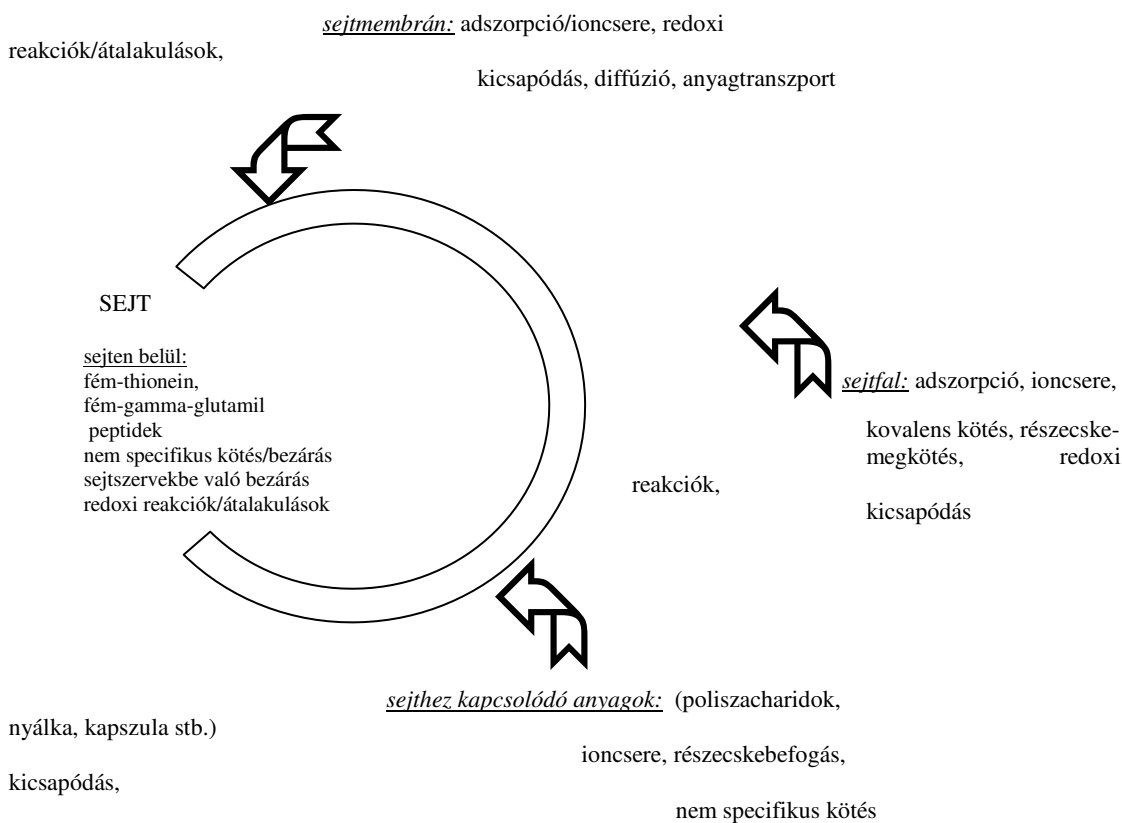 sejtmembrán: adszorpció/ioncsere, redoxi
reakciók/átalakulások,
kicsapódás, diffúzió, anyagtranszport
SEJT
sejten belül:
fém-thionein,
fém-gamma-glutamil
peptidek
nem specifikus kötés/bezárás
sejtszervekbe való bezárás
redoxi reakciók/átalakulások
sejtfal: adszorpció, ioncsere,
kovalens kötés, részecske-
megkötés, redoxi
reakciók,
kicsapódás
sejthez kapcsolódó anyagok: (poliszacharidok,
nyálka, kapszula stb.)
ioncsere, részecskebefogás,
kicsapódás,
nem specifikus kötés